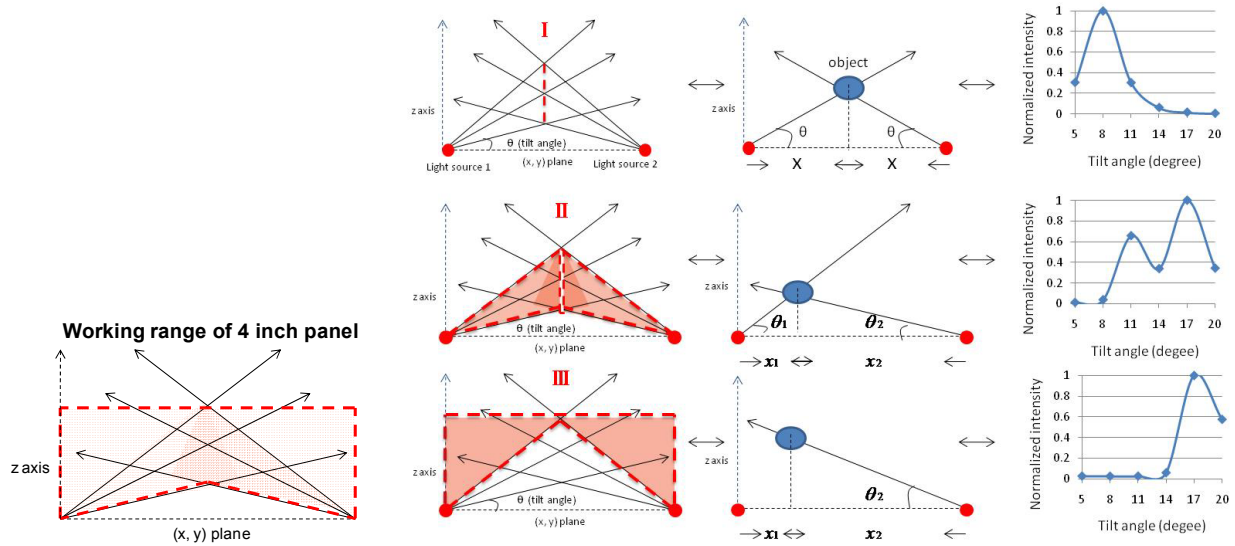 Working range of 4 inch panel
z axis
(x, y) plane
I
z axis
θ (tilt angle)
(x, y) plane
Light source 1
Light source 2
object
z axis
θ
θ
X
X
Normalized intensity
1
0.8
0.6
0.4
0.2
0
5 8 11 14 17 20
Tilt angle (degree)
II
z axis
θ (tilt angle)
(x, y) plane
z axis
θ1
θ2
x1
x2
Normalized intensity
1
0.8
0.6
0.4
0.2
0
5 8 11 14 17 20
Tilt angle (degee)
III
z axis
θ (tilt angle)
(x, y) plane
z axis
θ2
x1
x2
Normalized intensity
1
0.8
0.6
0.4
0.2
0
5 8 11 14 17 20
Tilt angle (degree)